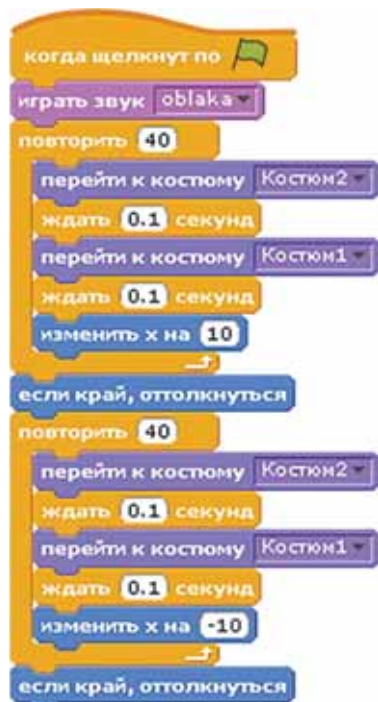 когда щелкнут по
играть звук oblaka
повторить 40
перейти к костюму Костюм2
ждать 0.1 секунд
перейти к костюму Костюм1
ждать 0.1 секунд
изменить х на 10
если край, оттолкнуться
повторить 40
перейти к костюму Костюм2
ждать 0.1 секунд
перейти к костюму Костюм1
ждать 0.1 секунд
изменить х на -10
если край, оттолкнуться